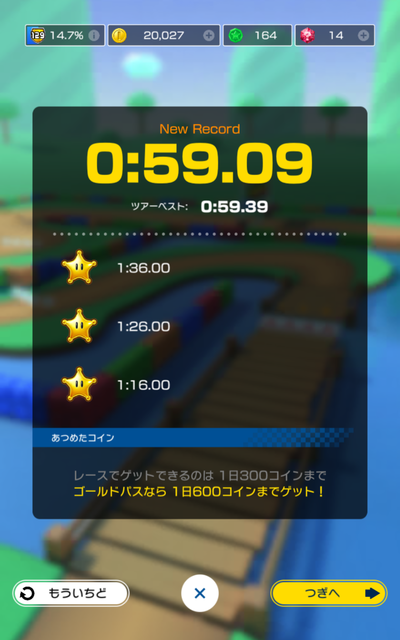 129 14.7% 20,027 164 14
New Record
0:59.09
ツアーベスト: 0:59.39
1:36.00
1:26.00
1:16.00
あつめたコイン
レースでゲットできるのは 1日300コインまで
ゴールドパスなら 1日600コインまでゲット!
もういちど つぎへ